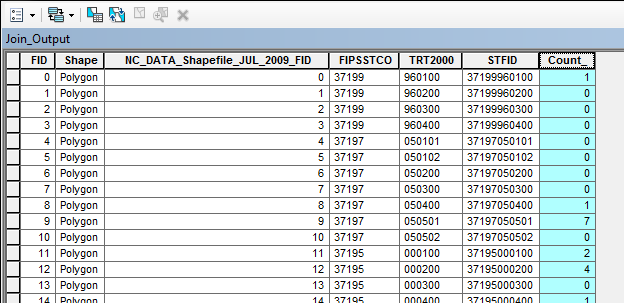 Join_Output
FID Shape NC_DATA_Shapefile_JUL_2009_FID FIPSSTCO TRT2000 STFID Count_
0 Polygon 0 37199 960100 37199960100 1
1 Polygon 1 37199 960200 37199960200 0
2 Polygon 2 37199 960300 37199960300 0
3 Polygon 3 37199 960400 37199960400 0
4 Polygon 4 37197 050101 37197050101 0
5 Polygon 5 37197 050102 37197050102 0
6 Polygon 6 37197 050200 37197050200 0
7 Polygon 7 37197 050300 37197050300 0
8 Polygon 8 37197 050400 37197050400 1
9 Polygon 9 37197 050501 37197050501 7
10 Polygon 10 37197 050502 37197050502 0
11 Polygon 11 37195 000100 37195000100 2
12 Polygon 12 37195 000200 37195000200 4
13 Polygon 13 37195 000300 37195000300 0
14 Polygon 14 37195 000400 37195000400 1